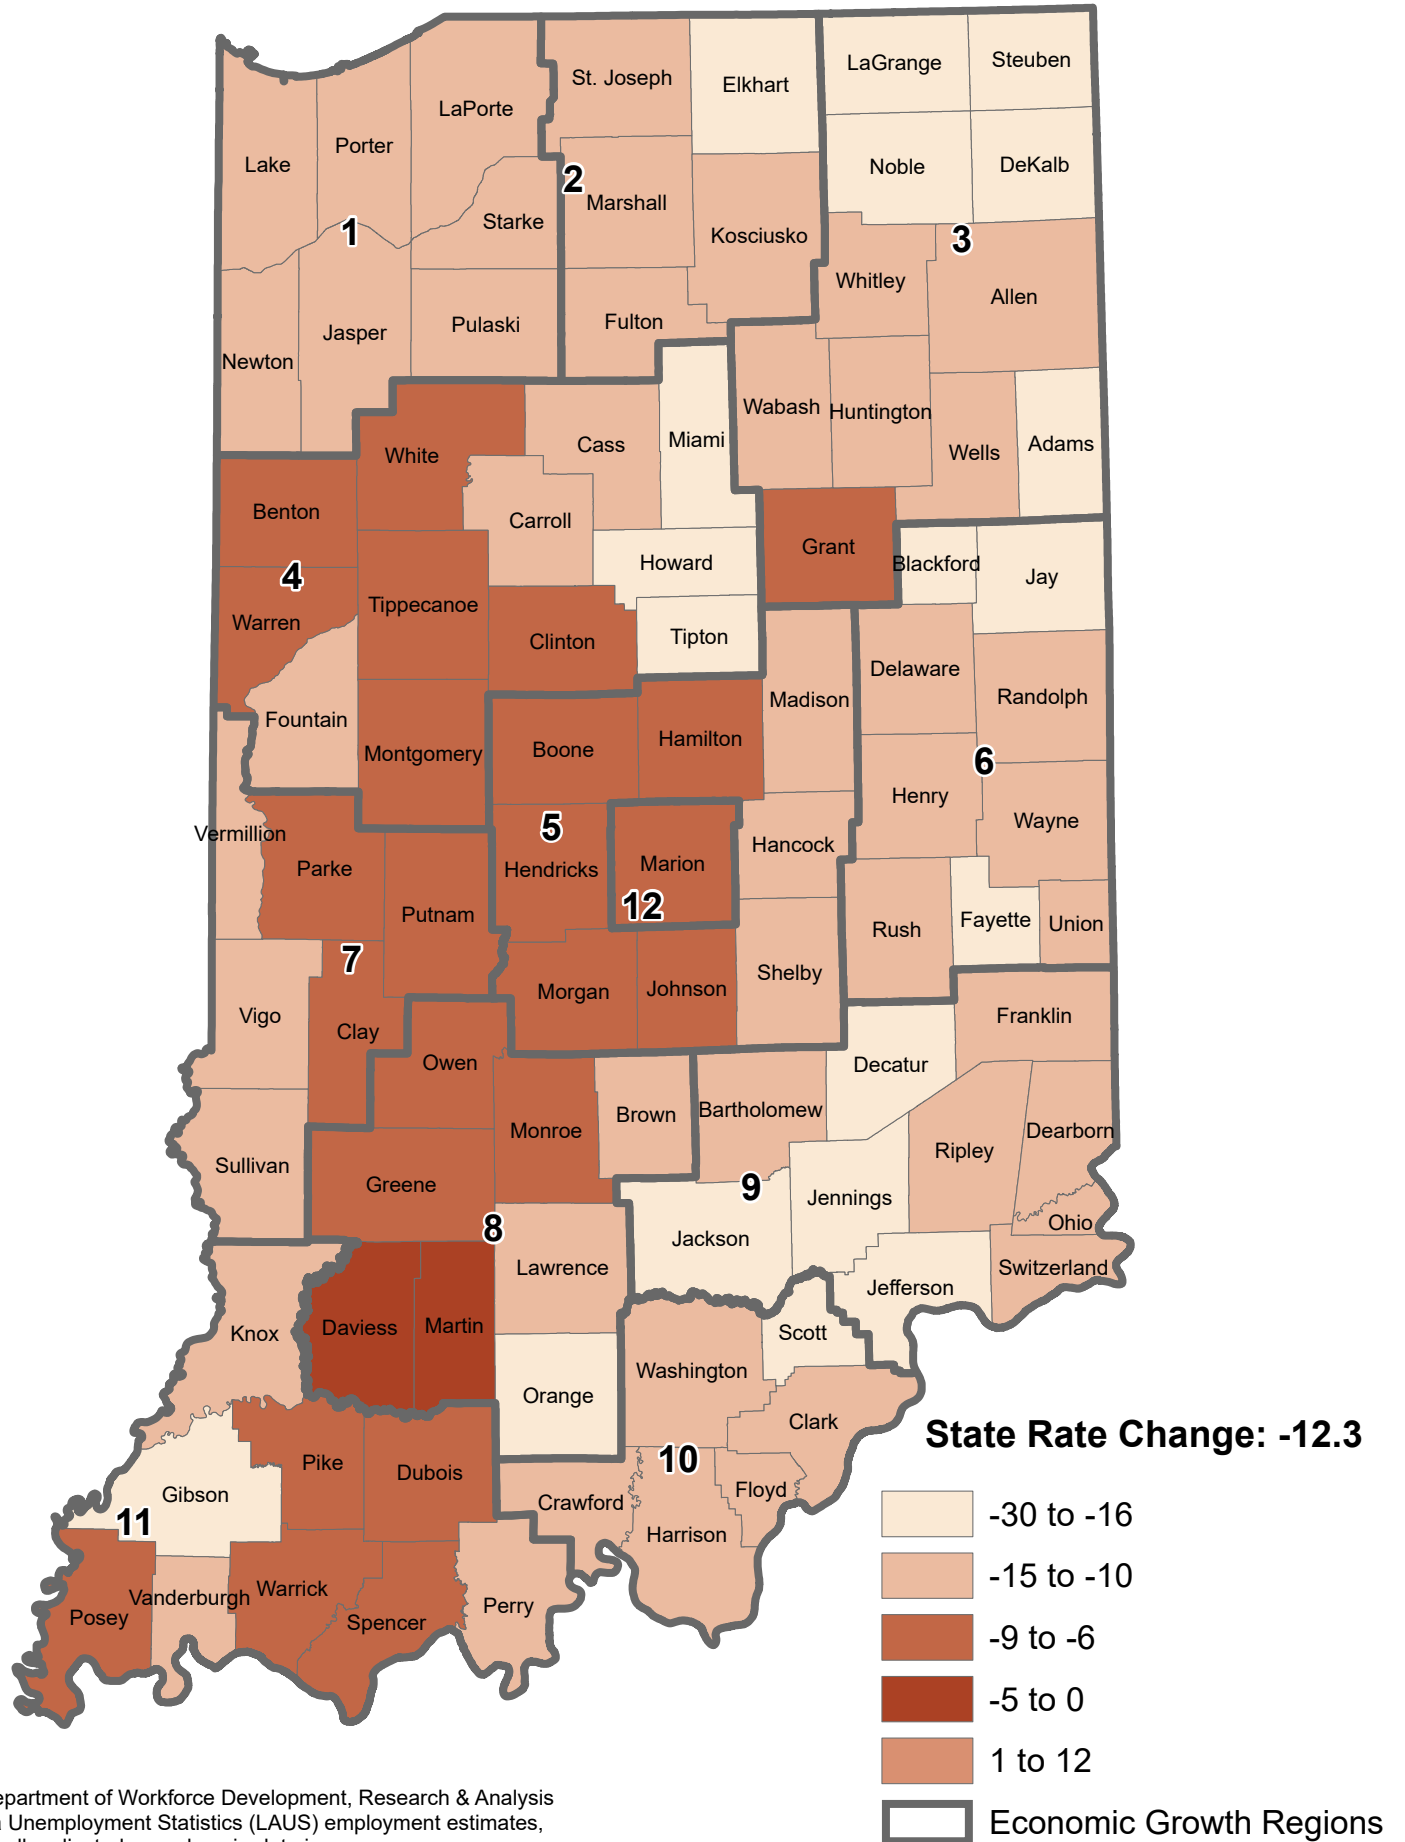 LaGrange
Steuben
St. Joseph
Elkhart
LaPorte
Porter
Lake
Noble
DeKalb
2
Marshall
Starke
1
Kosciusko
3
Whitley
Allen
Pulaski
Fulton
Jasper
Newton
Wabash
Huntington
Miami
Cass
Adams
White
Wells
Benton
Carroll
Grant
Howard
Blackford
4
Jay
Tippecanoe
Warren
Clinton
Tipton
Delaware
Randolph
Madison
Fountain
Hamilton
Boone
Montgomery
6
Henry
Wayne
5
Vermillion
Hancock
Marion
Parke
Hendricks
12
Putnam
Fayette
Union
Rush
7
Shelby
Morgan
Johnson
Vigo
Franklin
Clay
Owen
Decatur
Brown
Bartholomew
Monroe
Dearborn
Ripley
Sullivan
Greene
9
Jennings
8
Ohio
Jackson
Lawrence
Switzerland
Jefferson
Knox
Daviess
Martin
Scott
Washington
Orange
Clark
State Rate Change: -12.3
10
Pike
Dubois
Floyd
Gibson
Crawford
11
Harrison
-30 to -16
-15 to -10
Warrick
Vanderburgh
Perry
Posey
Spencer
-9 to -6
-5 to 0
1 to 12
epartment of Workforce Development, Research & Analysis
Unemployment Statistics (LAUS) employment estimates,
Economic Growth Regions